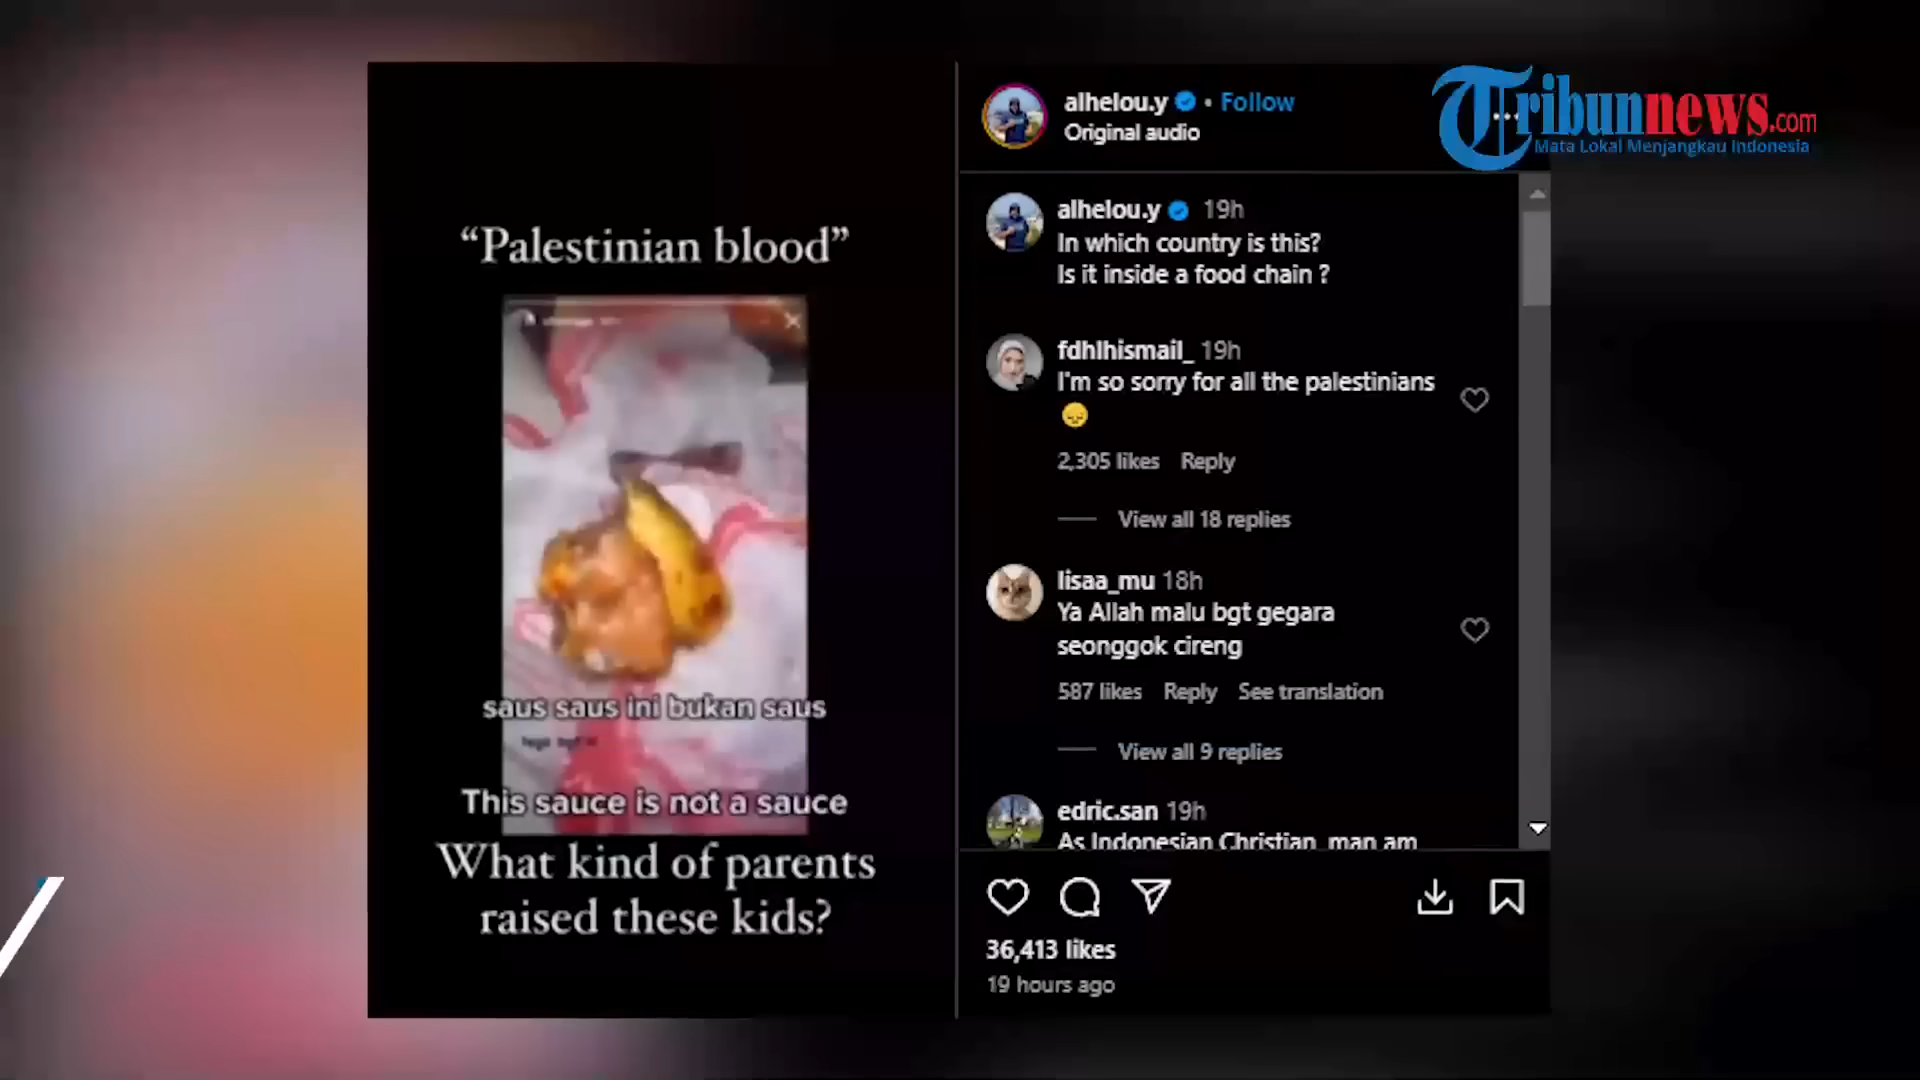 Tribunnews.com
Mata Lokal Menjangkau Indonesia
“Palestinian blood”
saus saus ini bukan saus
This sauce is not a sauce
What kind of parents
raised these kids?
alhelou.y • Follow
Original audio
alhelou.y 19h
In which country is this?
Is it inside a food chain ?
fdhlhismail_ 19h
I'm so sorry for all the palestinians
😔
2,305 likes Reply
View all 18 replies
lisaa_mu 18h
Ya Allah malu bgt gegara
seonggok cireng
587 likes Reply See translation
View all 9 replies
edric.san 19h
As Indonesian Christian, man am
36,413 likes
19 hours ago